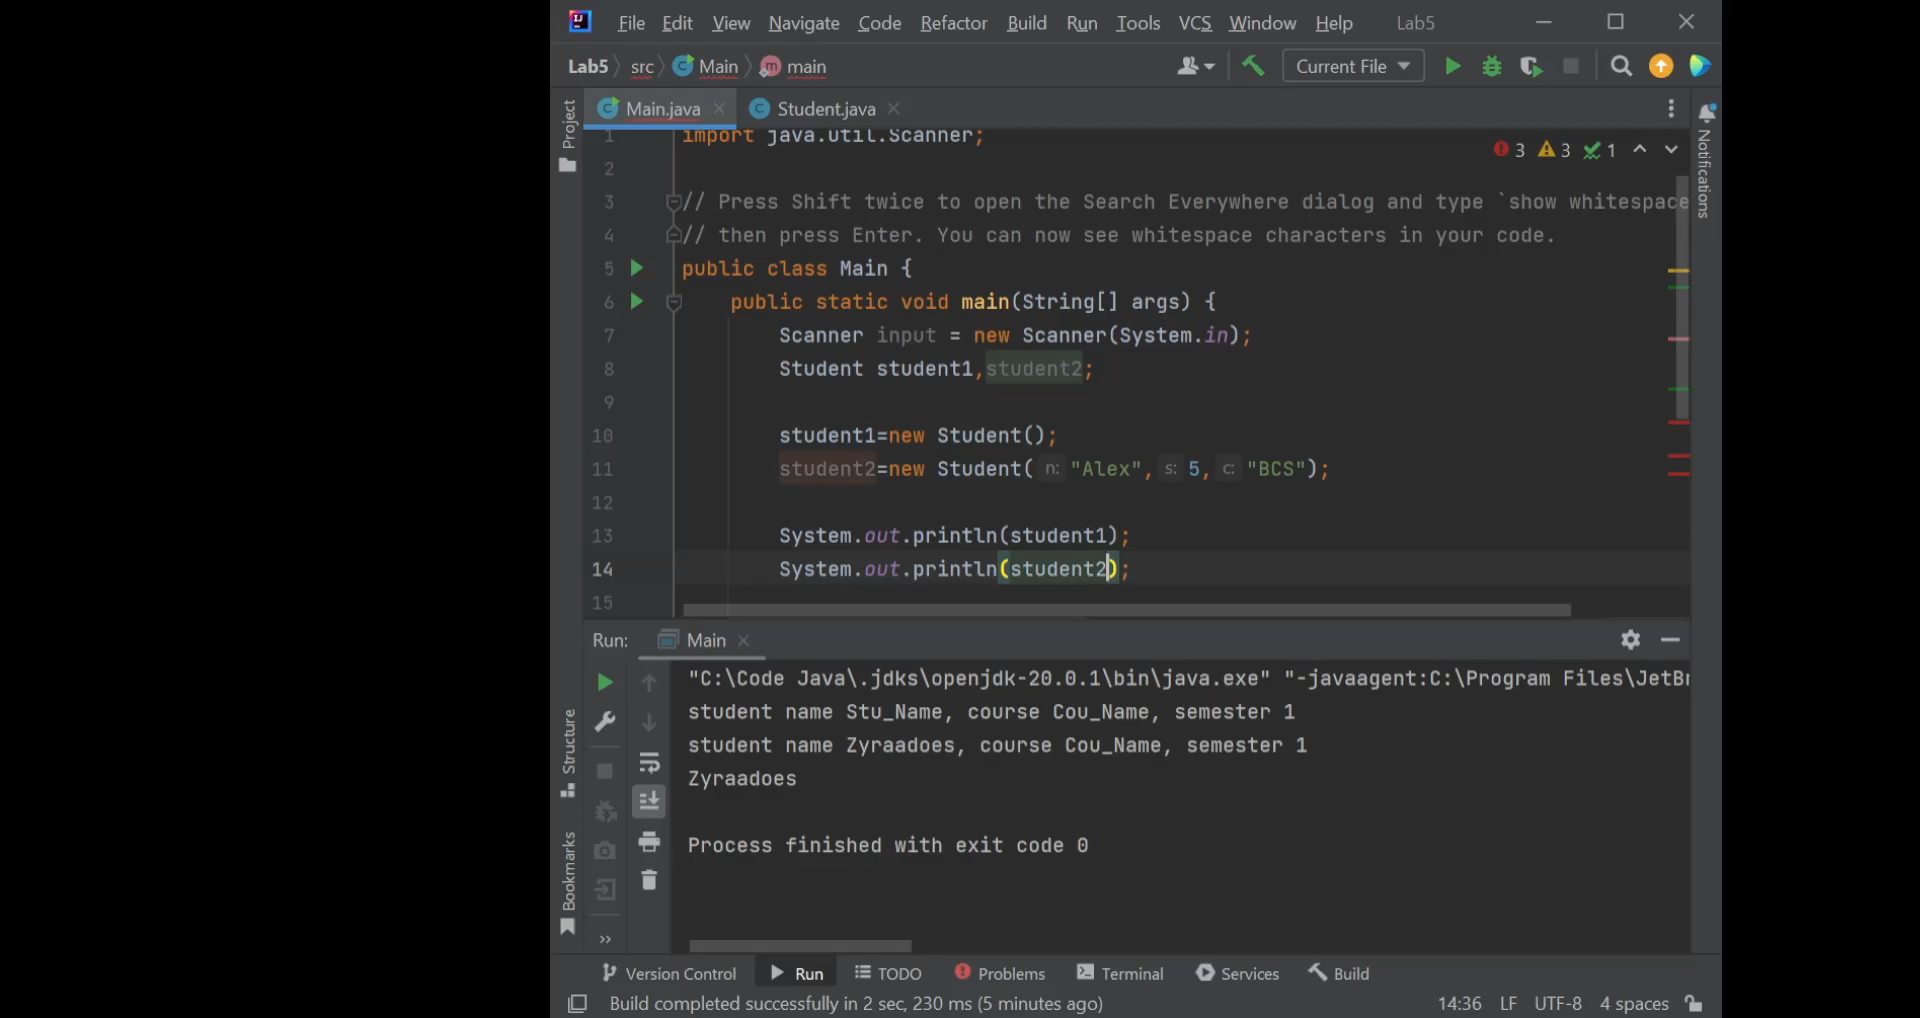 File Edit View Navigate Code Refactor Build Run Tools VCS Window Help Lab5
Lab5 src Main main Current File
Main.java Student.java
Project
Notifications
3 3 1
1 import java.util.Scanner;
2
3 // Press Shift twice to open the Search Everywhere dialog and type `show whitespace
4 // then press Enter. You can now see whitespace characters in your code.
5 public class Main {
6 public static void main(String[] args) {
7 Scanner input = new Scanner(System.in);
8 Student student1,student2;
9
10 student1=new Student();
11 student2=new Student( n: "Alex", s: 5, c: "BCS");
12
13 System.out.println(student1);
14 System.out.println(student2);
15
Run: Main
"C:\Code Java\.jdks\openjdk-20.0.1\bin\java.exe" "-javaagent:C:\Program Files\JetBr
student name Stu_Name, course Cou_Name, semester 1
student name Zyraadoes, course Cou_Name, semester 1
Zyraadoes
Process finished with exit code 0
Structure
Bookmarks
Version Control Run TODO Problems Terminal Services Build
Build completed successfully in 2 sec, 230 ms (5 minutes ago) 14:36 LF UTF-8 4 spaces